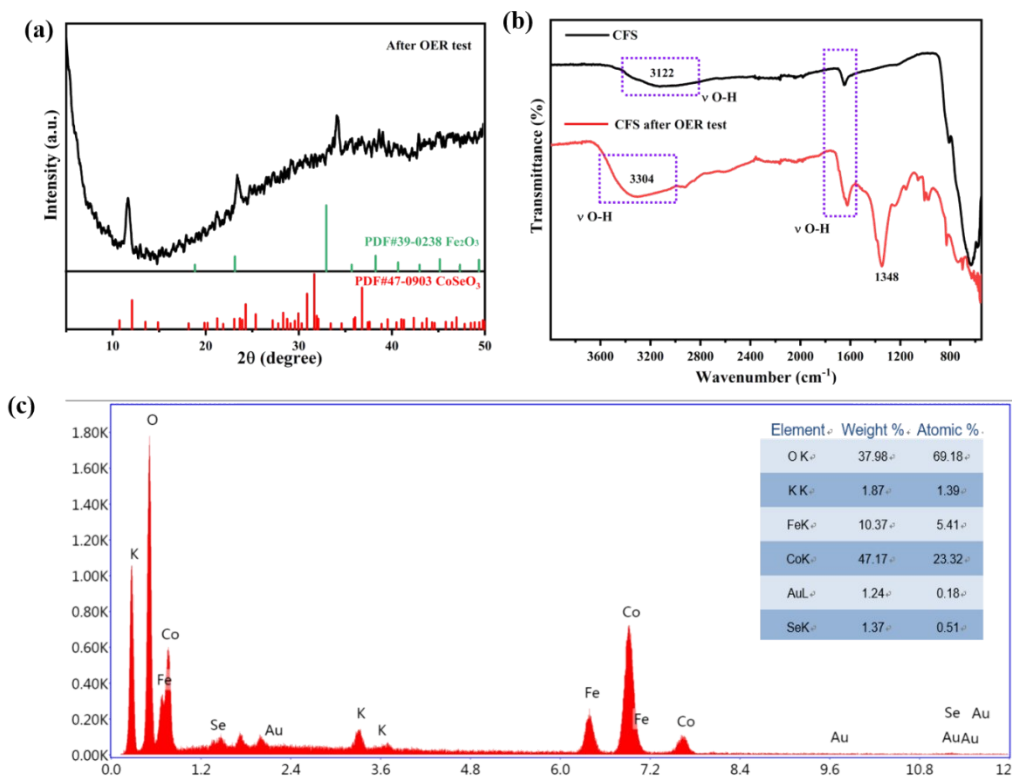 (a)
After OER test
Intensity (a.u.)
PDF#39-0238 Fe₂O₃
PDF#47-0903 CoSeO₃
10 20 30 40 50
2θ (degree)
(b)
CFS
3122
ν O-H
CFS after OER test
3304
ν O-H
ν O-H
1348
Transmittance (%)
3600 3200 2800 2400 2000 1600 1200 800
Wavenumber (cm⁻¹)
(c)
1.80K
1.60K
1.40K
1.20K
1.00K
0.80K
0.60K
0.40K
0.20K
0.00K
O
K
Co
Fe
Se
Au
K
K
Fe
Co
Fe
Co
Au
Se Au
AuAu
0.0 1.2 2.4 3.6 4.8 6.0 7.2 8.4 9.6 10.8 12
Element Weight % Atomic %
O K 37.98 69.18
K K 1.87 1.39
FeK 10.37 5.41
CoK 47.17 23.32
AuL 1.24 0.18
SeK 1.37 0.51